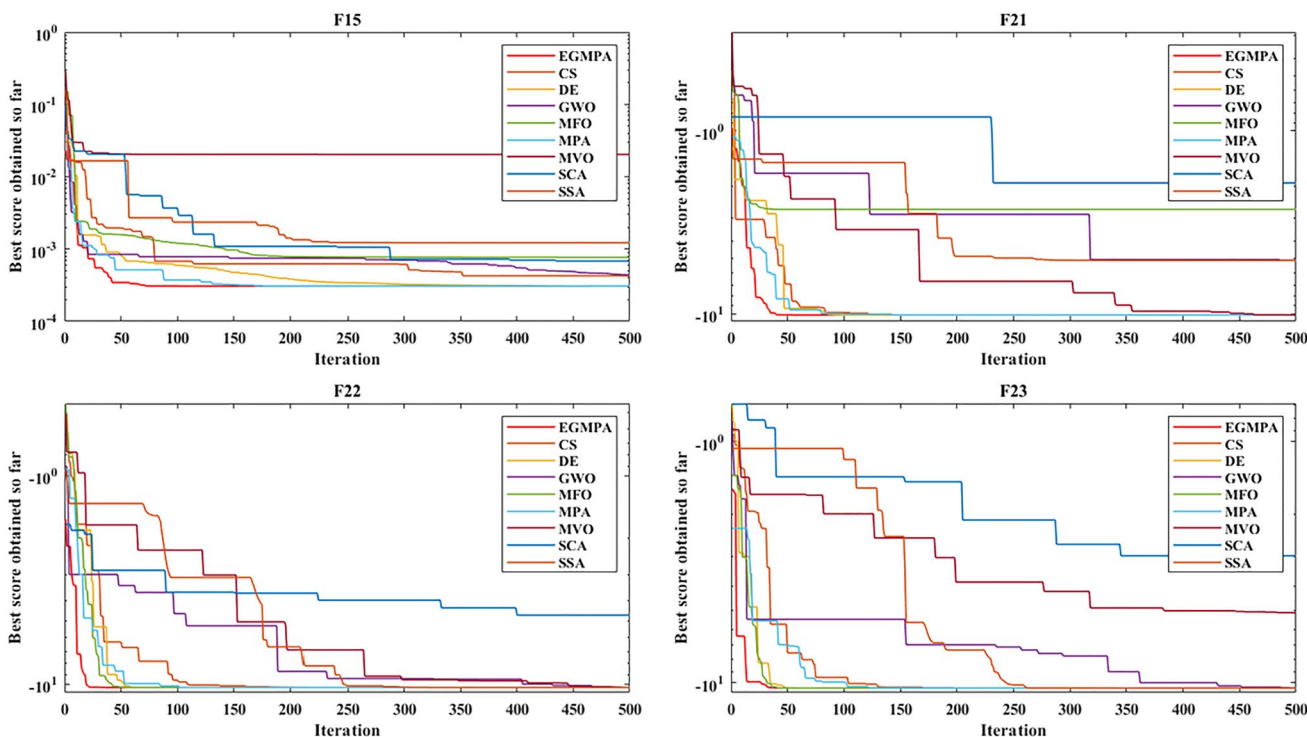 F15
10^0
10^-1
10^-2
10^-3
10^-4
Best score obtained so far
0 50 100 150 200 250 300 350 400 450 500
Iteration
EGMPA
CS
DE
GWO
MFO
MPA
MVO
SCA
SSA
F21
-10^0
-10^1
Best score obtained so far
0 50 100 150 200 250 300 350 400 450 500
Iteration
EGMPA
CS
DE
GWO
MFO
MPA
MVO
SCA
SSA
F22
-10^0
-10^1
Best score obtained so far
0 50 100 150 200 250 300 350 400 450 500
Iteration
EGMPA
CS
DE
GWO
MFO
MPA
MVO
SCA
SSA
F23
-10^0
-10^1
Best score obtained so far
0 50 100 150 200 250 300 350 400 450 500
Iteration
EGMPA
CS
DE
GWO
MFO
MPA
MVO
SCA
SSA